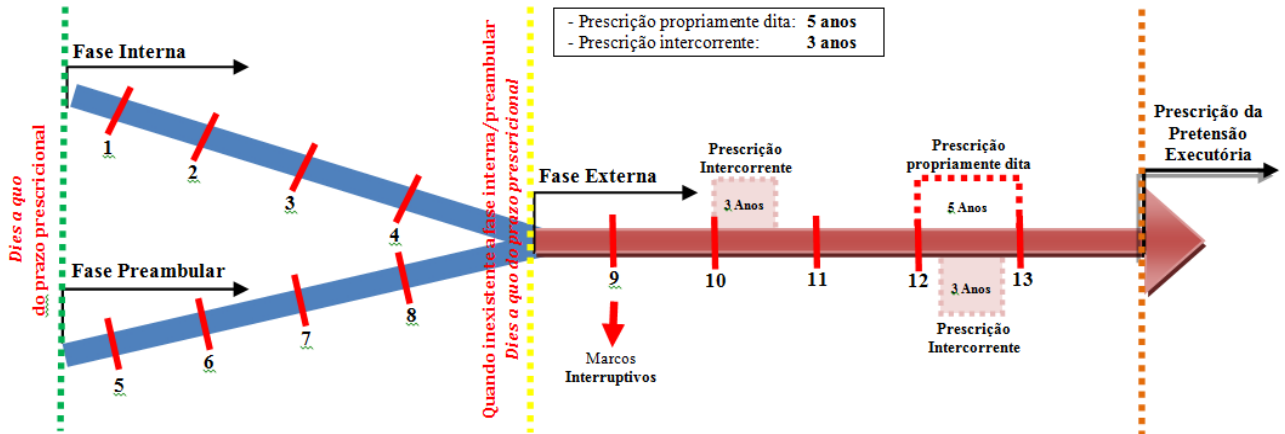 - Prescrição propriamente dita: 5 anos
- Prescrição intercorrente: 3 anos
Dies a quo
do prazo prescricional
Fase Interna
1
2
3
4
Fase Preambular
5
6
7
8
Quando inexistente a fase interna/preambular
Dies a quo do prazo prescricional
Fase Externa
9
Marcos
Interruptivos
Prescrição
Intercorrente
3 Anos
10
11
Prescrição
propriamente dita
5 Anos
12
13
3 Anos
Prescrição
Intercorrente
Prescrição da
Pretensão
Executória